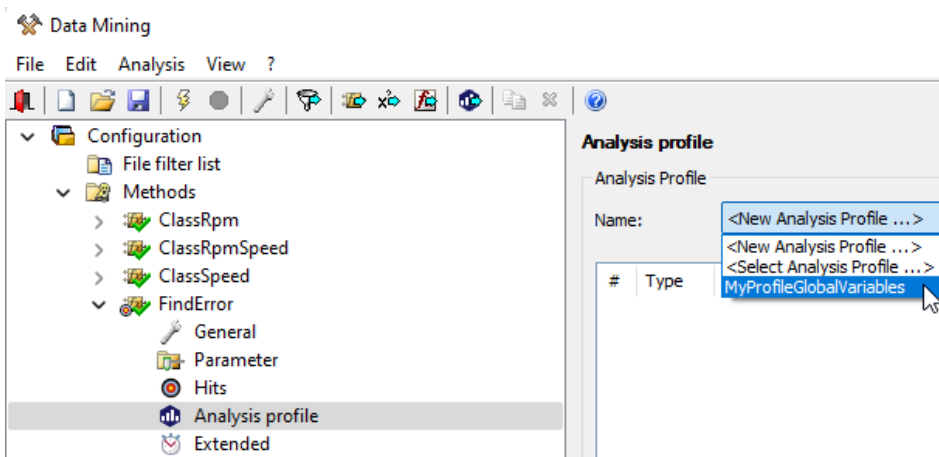 Data Mining
File Edit Analysis View ?
Configuration
File filter list
Methods
ClassRpm
ClassRpmSpeed
ClassSpeed
FindError
General
Parameter
Hits
Analysis profile
Extended
Analysis profile
Analysis Profile
Name: <New Analysis Profile ...>
<New Analysis Profile ...>
<Select Analysis Profile ...>
MyProfileGlobalVariables
# Type